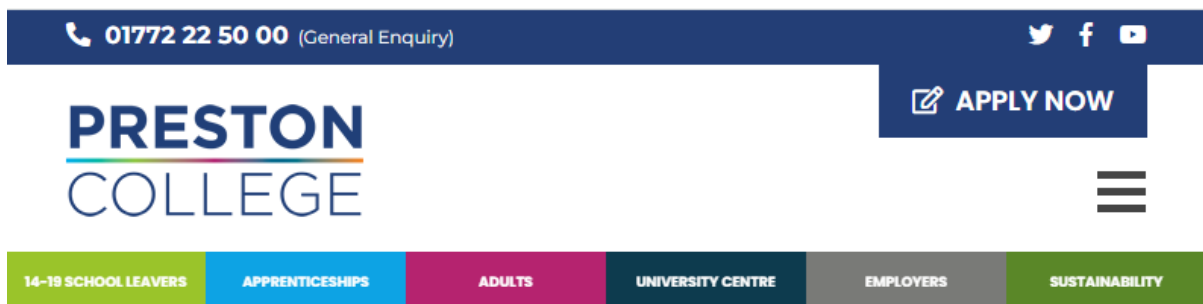 01772 22 50 00 (General Enquiry)
APPLY NOW
PRESTON
COLLEGE
14-19 SCHOOL LEAVERS APPRENTICESHIPS ADULTS UNIVERSITY CENTRE EMPLOYERS SUSTAINABILITY